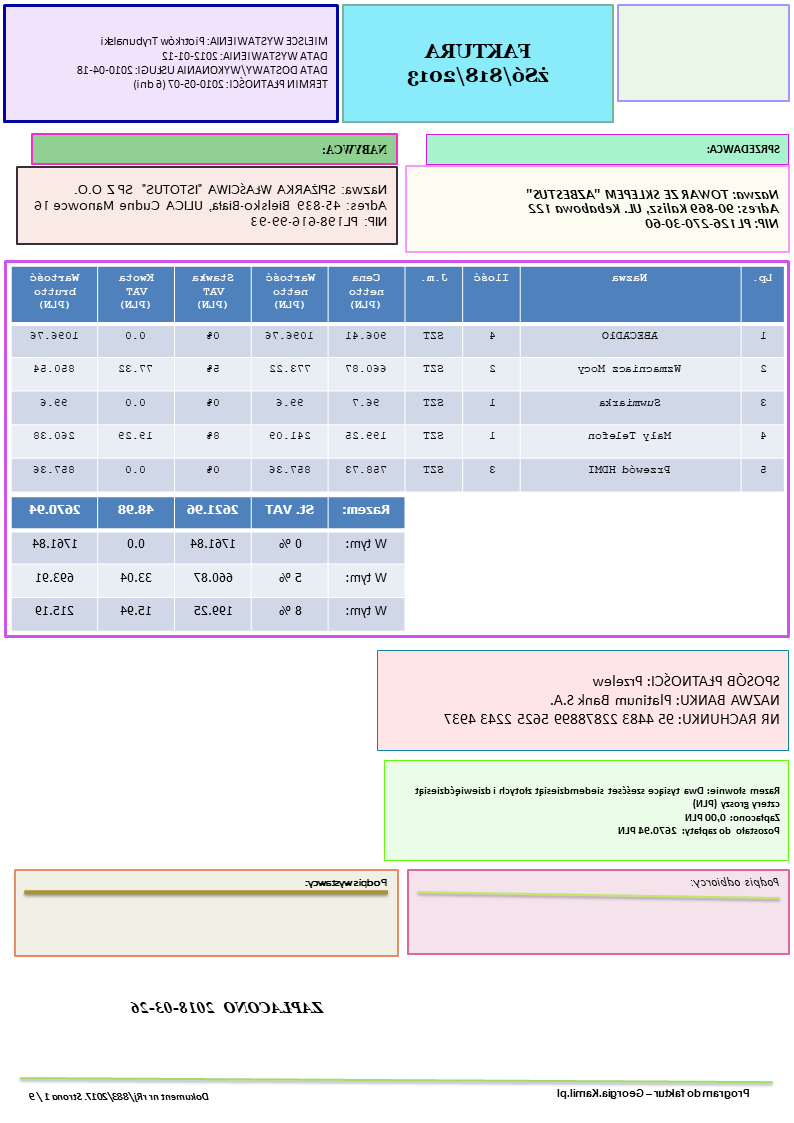 FAKTURA
żS6/818/2013
MIEJSCE WYSTAWIENIA: Piotrków Trybunalski
DATA WYSTAWIENIA: 2012-01-12
DATA DOSTAWY/WYKONANIA USŁUGI: 2010-04-18
TERMIN PŁATNOŚCI: 2010-05-07 (6 dni)
SPRZEDAWCA:
NABYWCA:
Nazwa: TOWAR ZE SKLEPEM "AZBESTUS"
Adres: 90-869 Kalisz, UL. Kebabowa 122
NIP: PL126-270-30-60
Nazwa: SPIŻARKA WŁAŚCIWA "ISTOTUS" SP Z O.O.
Adres: 45-839 Bielsko-Biała, ULICA Cudne Manowce 16
NIP: PL198-616-99-93
Lp. Nazwa Ilość J.m. Cena netto (PLN) Wartość netto (PLN) Stawka VAT (PLN) Kwota VAT (PLN) Wartość brutto (PLN)
1 ABECADŁO 4 SZT 906.41 1096.76 0% 0.0 1096.76
2 Wzmacniacz Mocy 2 SZT 660.87 773.22 5% 77.32 850.54
3 Suwmiarka 1 SZT 96.7 99.6 0% 0.0 99.6
4 Mały Telefon 1 SZT 199.25 241.09 8% 19.29 260.38
5 Przewód HDMI 3 SZT 758.73 857.36 0% 0.0 857.36
Razem: St. VAT 2621.96 48.98 2670.94
W tym: 0 % 1761.84 0.0 1761.84
W tym: 5 % 660.87 33.04 693.91
W tym: 8 % 199.25 15.94 215.19
SPOSÓB PŁATNOŚCI: Przelew
NAZWA BANKU: Platinum Bank S.A.
NR RACHUNKU: 95 4483 22878899 5625 2243 4937
Razem słownie: Dwa tysiące sześćset siedemdziesiąt złotych i dziewięćdziesiąt
cztery groszy (PLN)
Zapłacono: 0,00 PLN
Pozostało do zapłaty: 2670.94 PLN
Podpis odbiorcy:
Podpis wystawcy:
ZAPŁACONO 2018-03-26
Program do faktur – Georgia.Kamil.pl
Dokument nr rRj/883/2017. Strona 1 / 9